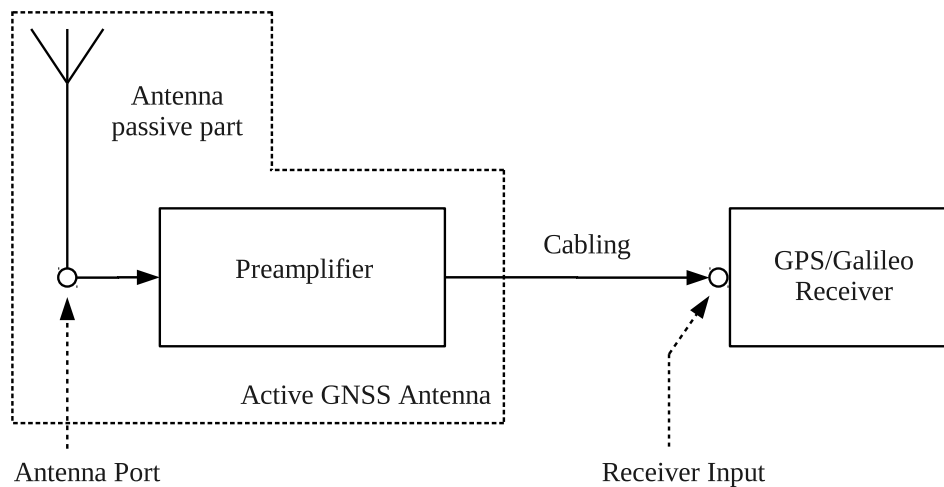 Antenna
passive part
Preamplifier
Cabling
GPS/Galileo
Receiver
Active GNSS Antenna
Antenna Port
Receiver Input